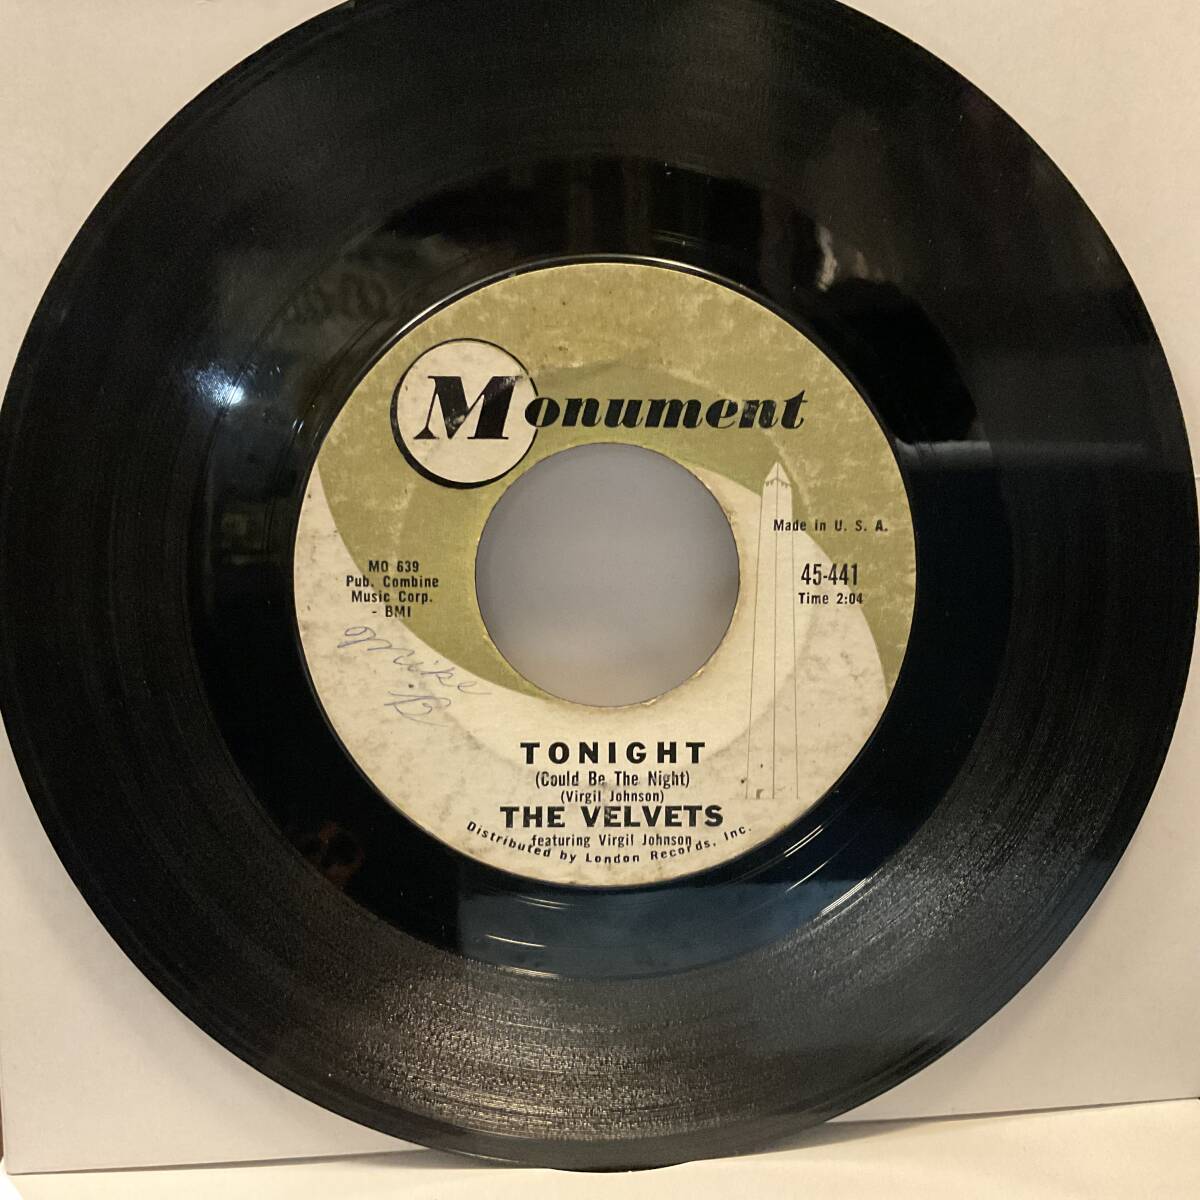 Monument
Made in U. S. A.
45-441
Time 2:04
MO 639
Pub. Combine
Music Corp.
- BMI
Mike
B
TONIGHT
(Could Be The Night)
(Virgil Johnson)
THE VELVETS
featuring Virgil Johnson
Distributed by London Records, Inc.